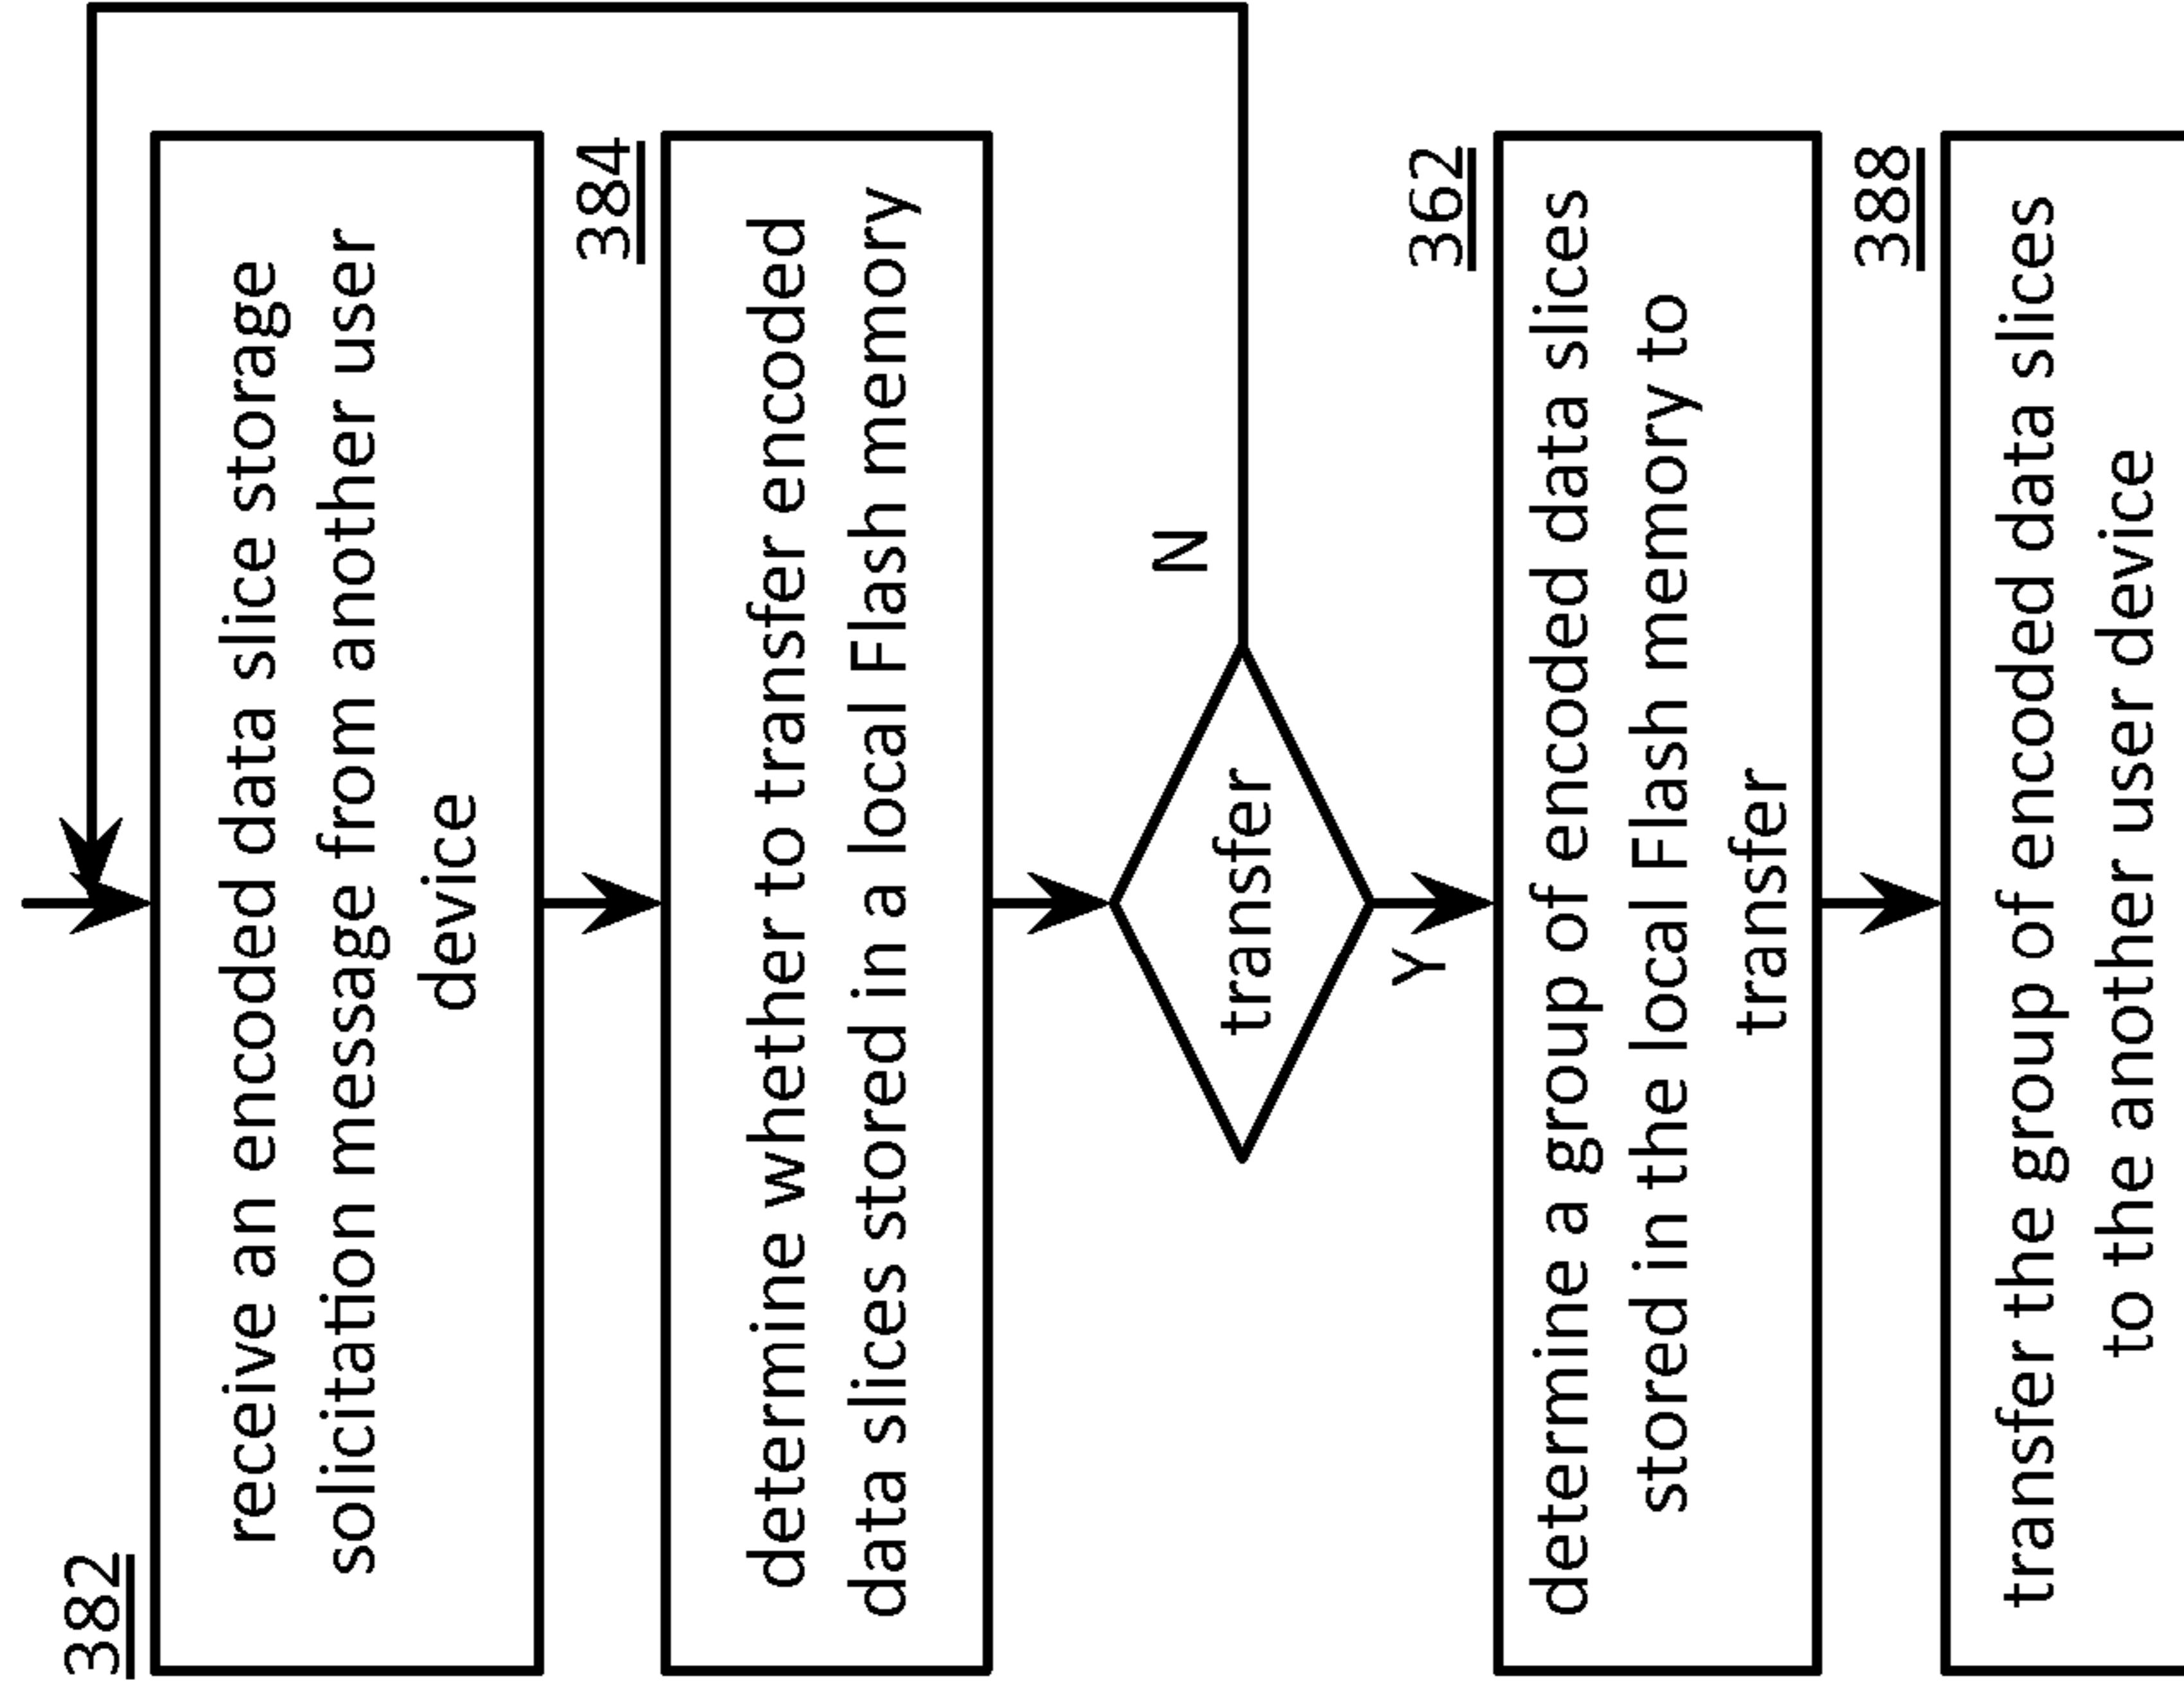 382
receive an encoded data slice storage
solicitation message from another user
device
384
determine whether to transfer encoded
data slices stored in a local Flash memory
transfer
N
Y
362
determine a group of encoded data slices
stored in the local Flash memory to
transfer
388
transfer the group of encoded data slices
to the another user device